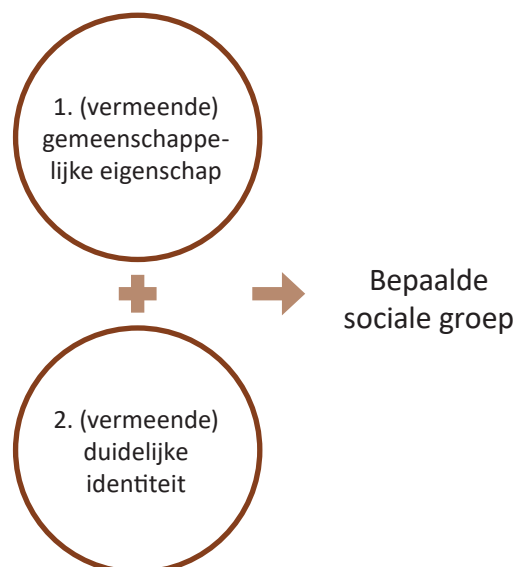 1. (vermeende)
gemeenschappe-
lijke eigenschap
Bepaalde
sociale groep
2. (vermeende)
duidelijke
identiteit